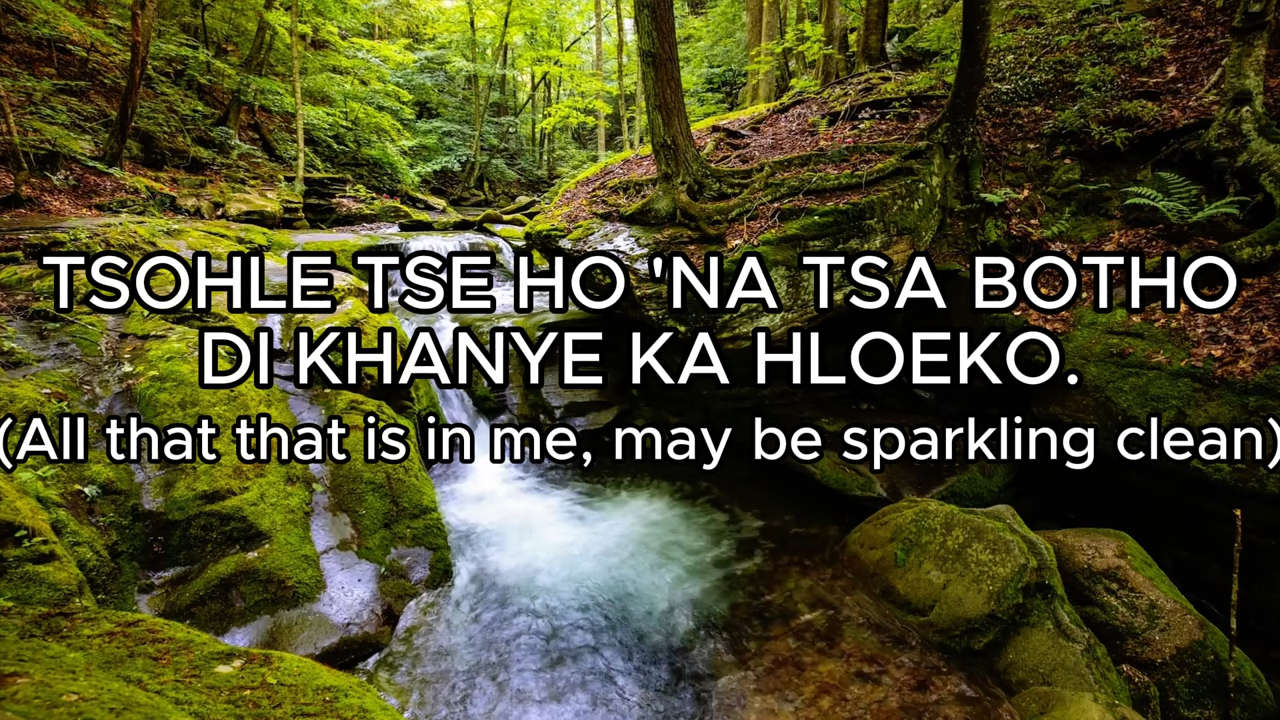 TSOHLE TSE HO 'NA TSA BOTHO
DI KHANYE KA HLOEKO.
(All that that is in me, may be sparkling clean)